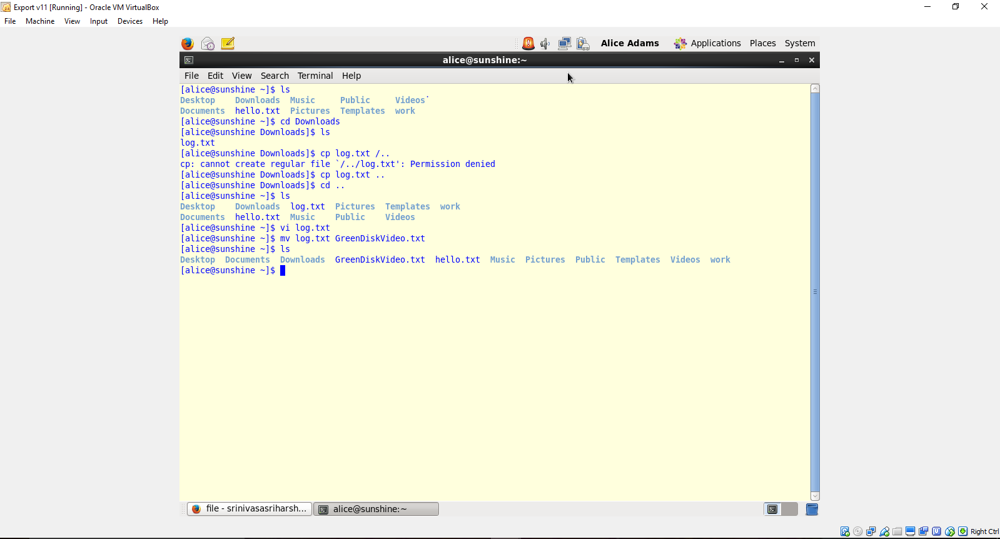 Export v11 [Running] - Oracle VM VirtualBox
File Machine View Input Devices Help
Alice Adams Applications Places System
alice@sunshine:~
File Edit View Search Terminal Help
[alice@sunshine ~]$ ls
Desktop Downloads Music Public Videos
Documents hello.txt Pictures Templates work
[alice@sunshine ~]$ cd Downloads
[alice@sunshine Downloads]$ ls
log.txt
[alice@sunshine Downloads]$ cp log.txt /..
cp: cannot create regular file `/../log.txt': Permission denied
[alice@sunshine Downloads]$ cp log.txt ..
[alice@sunshine Downloads]$ cd ..
[alice@sunshine ~]$ ls
Desktop Downloads log.txt Pictures Templates work
Documents hello.txt Music Public Videos
[alice@sunshine ~]$ vi log.txt
[alice@sunshine ~]$ mv log.txt GreenDiskVideo.txt
[alice@sunshine ~]$ ls
Desktop Documents Downloads GreenDiskVideo.txt hello.txt Music Pictures Public Templates Videos work
[alice@sunshine ~]$
file - srinivasasriharsh... alice@sunshine:~
Right Ctrl